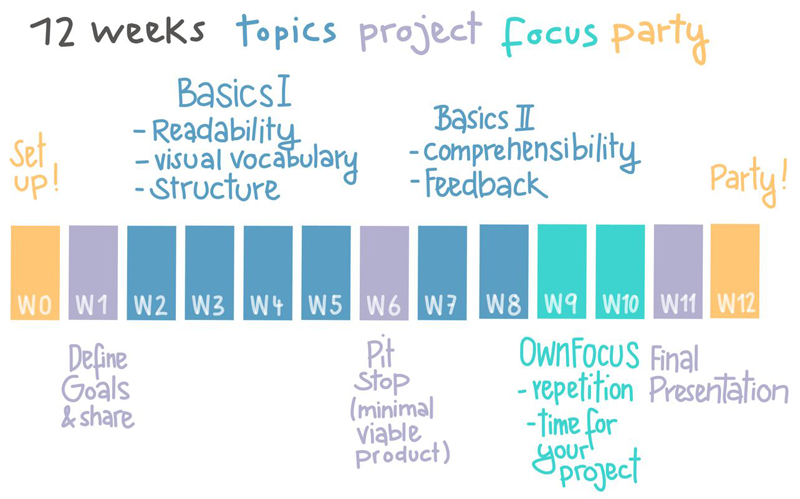 12 weeks topics project focus party
Basics I
- Readability
- visual vocabulary
- Structure
Basics II
- comprehensibility
- Feedback
Set
up!
Party!
W0 W1 W2 W3 W4 W5 W6 W7 W8 W9 W10 W11 W12
Define
Goals
& share
Pit
Stop
(minimal
viable
product)
OWNFOCUS
- repetition
- time for
your
project
Final
Presentation